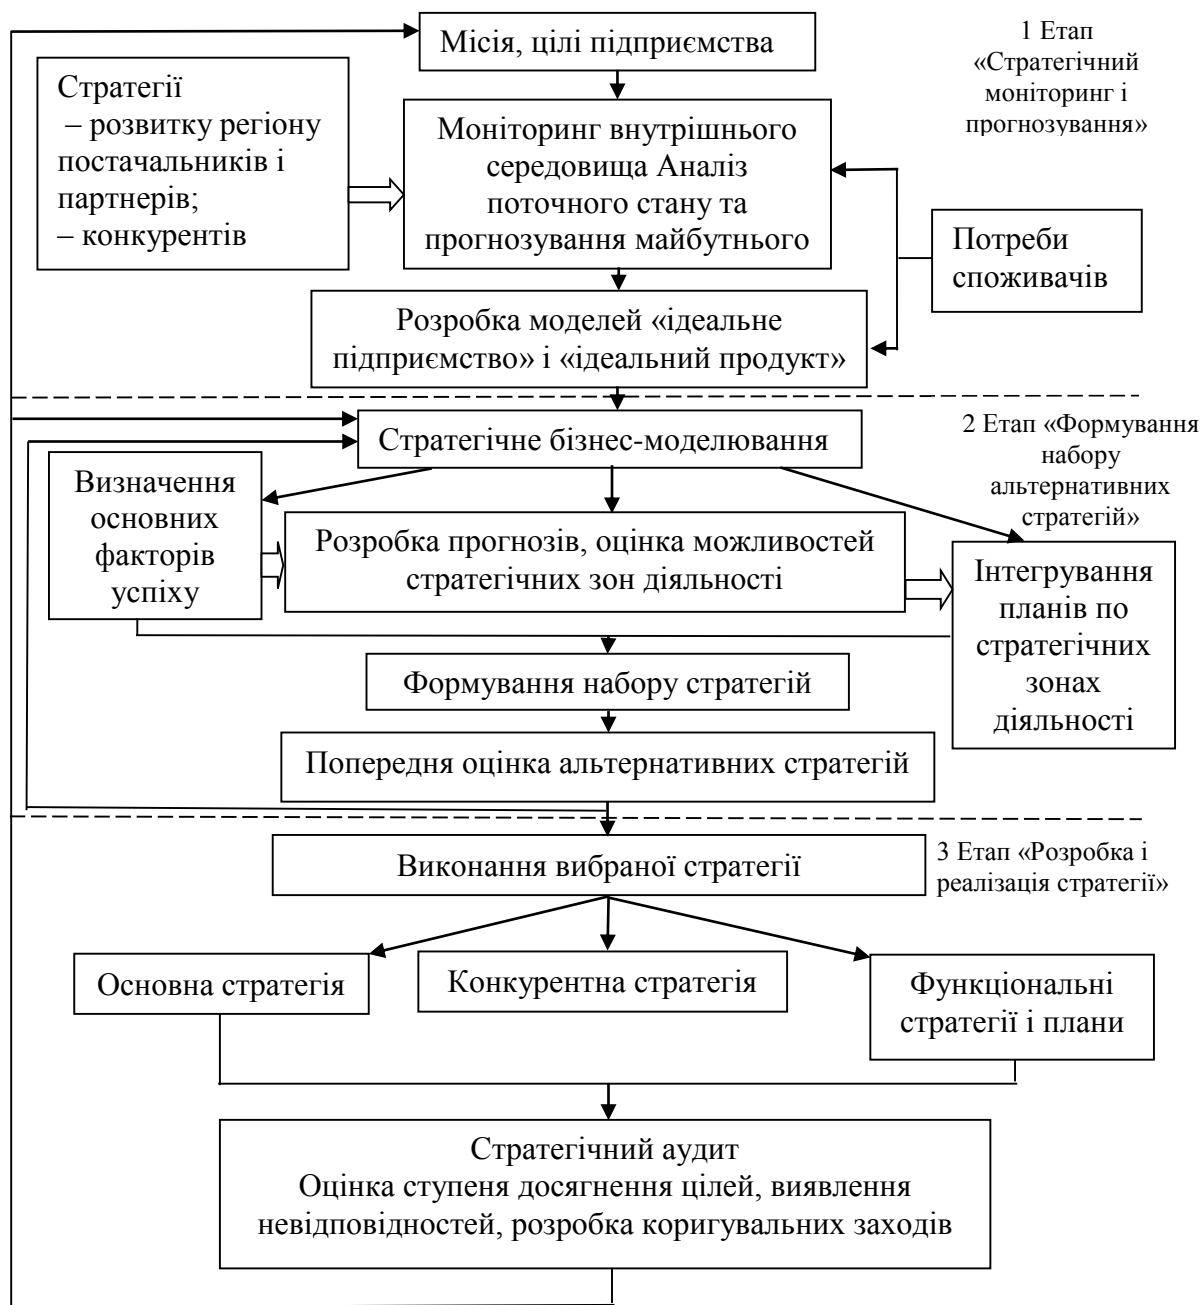 Місія, цілі підприємства
1 Етап
«Стратегічний
моніторинг і
прогнозування»
Стратегії
– розвитку регіону
постачальників і
партнерів;
– конкурентів
Моніторинг внутрішнього
середовища Аналіз
поточного стану та
прогнозування майбутнього
Потреби
споживачів
Розробка моделей «ідеальне
підприємство» і «ідеальний продукт»
Стратегічне бізнес-моделювання
2 Етап «Формування
набору
альтернативних
стратегій»
Визначення
основних
факторів
успіху
Розробка прогнозів, оцінка можливостей
стратегічних зон діяльності
Інтегрування
планів по
стратегічних
зонах
діяльності
Формування набору стратегій
Попередня оцінка альтернативних стратегій
Виконання вибраної стратегії
3 Етап «Розробка і
реалізація стратегії»
Основна стратегія
Конкурентна стратегія
Функціональні
стратегії і плани
Стратегічний аудит
Оцінка ступеня досягнення цілей, виявлення
невідповідностей, розробка коригувальних заходів